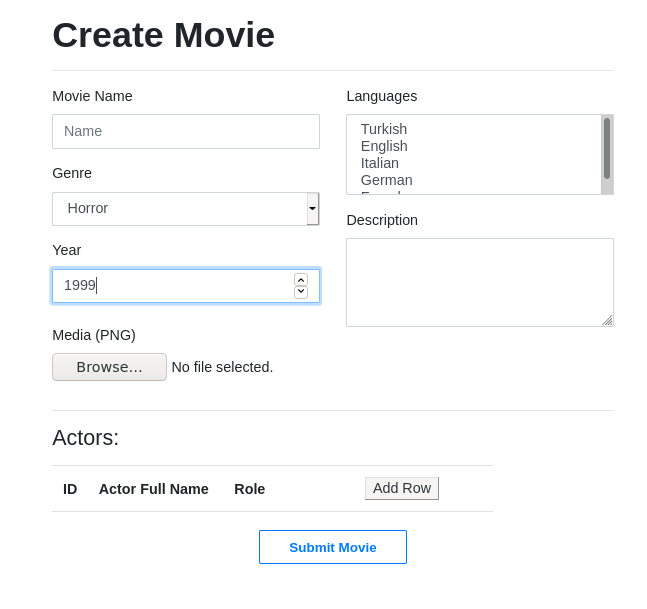 Create Movie
Movie Name
Name
Genre
Horror
Year
1999
Media (PNG)
Browse... No file selected.
Languages
Turkish
English
Italian
German
Description
Actors:
ID Actor Full Name Role Add Row
Submit Movie